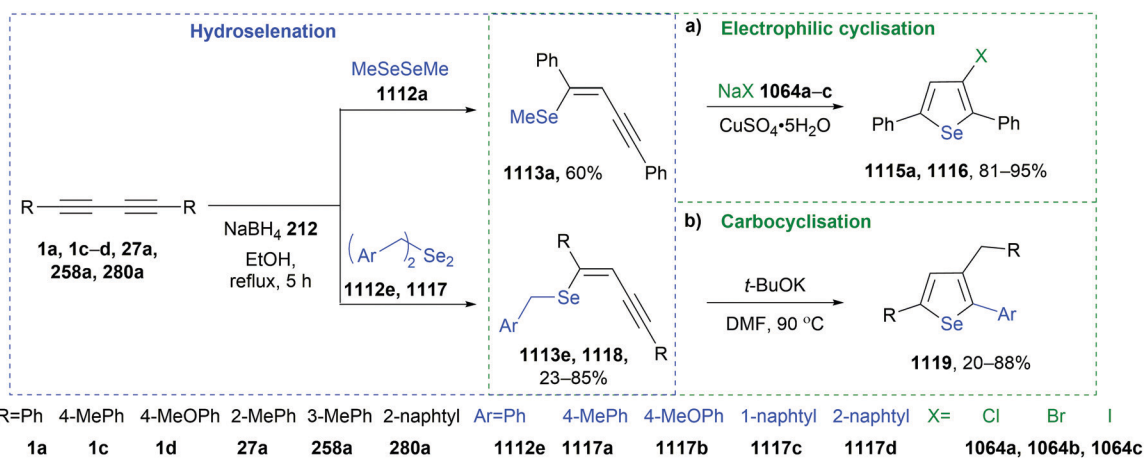 Hydroselenation
MeSeSeMe
1112a
R
R
1a, 1c–d, 27a,
258a, 280a
NaBH4 212
EtOH,
reflux, 5 h
(Ar )2 Se2
1112e, 1117
Ph
MeSe
Ph
1113a, 60%
R
Se
Ar
R
1113e, 1118,
23–85%
a) Electrophilic cyclisation
NaX 1064a–c
CuSO4•5H2O
X
Ph
Se
Ph
1115a, 1116, 81–95%
b) Carbocyclisation
t-BuOK
DMF, 90 ºC
R
R
Se
Ar
1119, 20–88%
R=Ph 4-MePh 4-MeOPh 2-MePh 3-MePh 2-naphtyl Ar=Ph 4-MePh 4-MeOPh 1-naphtyl 2-naphtyl X= Cl Br I
1a 1c 1d 27a 258a 280a 1112e 1117a 1117b 1117c 1117d 1064a, 1064b, 1064c